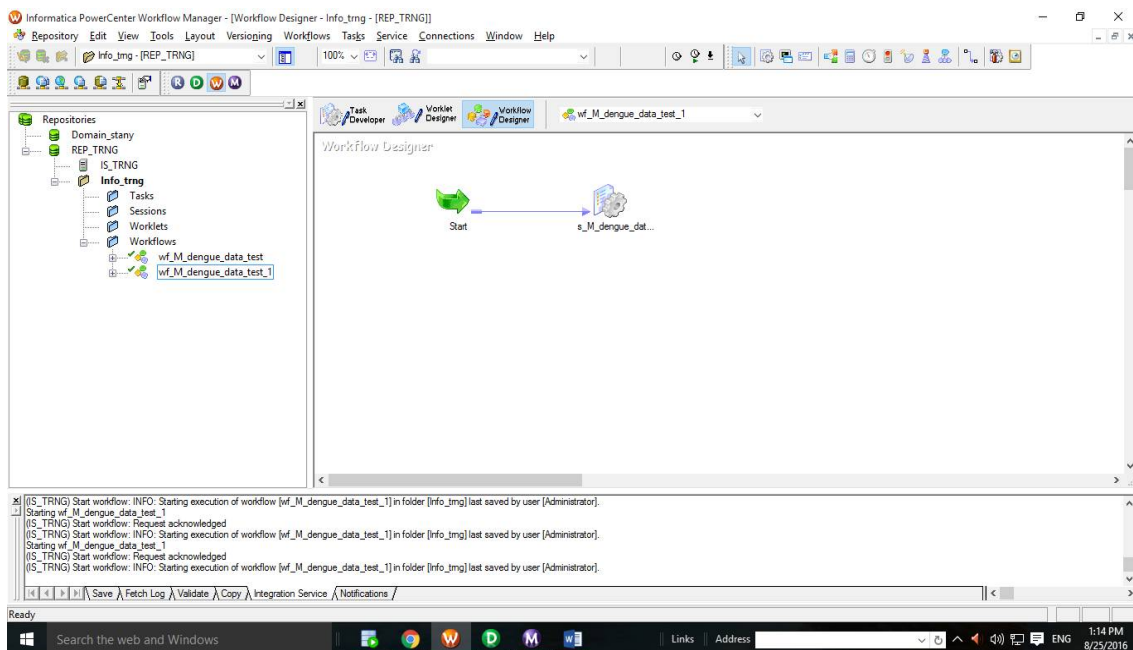 Informatica PowerCenter Workflow Manager - [Workflow Designer - Info_trng - [REP_TRNG]]
Repository Edit View Tools Layout Versioning Workflows Tasks Service Connections Window Help
Info_trng - [REP_TRNG]
100%
R D W M
Task Developer
Worklet Designer
Workflow Designer
wf_M_dengue_data_test_1
Repositories
Domain_stany
REP_TRNG
IS_TRNG
Info_trng
Tasks
Sessions
Worklets
Workflows
wf_M_dengue_data_test
wf_M_dengue_data_test_1
Workflow Designer
Start
s_M_dengue_dat...
(IS_TRNG) Start workflow: INFO: Starting execution of workflow [wf_M_dengue_data_test_1] in folder [Info_trng] last saved by user [Administrator].
Starting wf_M_dengue_data_test_1
(IS_TRNG) Start workflow: Request acknowledged
(IS_TRNG) Start workflow: INFO: Starting execution of workflow [wf_M_dengue_data_test_1] in folder [Info_trng] last saved by user [Administrator].
Starting wf_M_dengue_data_test_1
(IS_TRNG) Start workflow: Request acknowledged
(IS_TRNG) Start workflow: INFO: Starting execution of workflow [wf_M_dengue_data_test_1] in folder [Info_trng] last saved by user [Administrator].
Save Fetch Log Validate Copy Integration Service Notifications
Ready
Search the web and Windows
W D M
Links Address
ENG
1:14 PM
8/25/2016